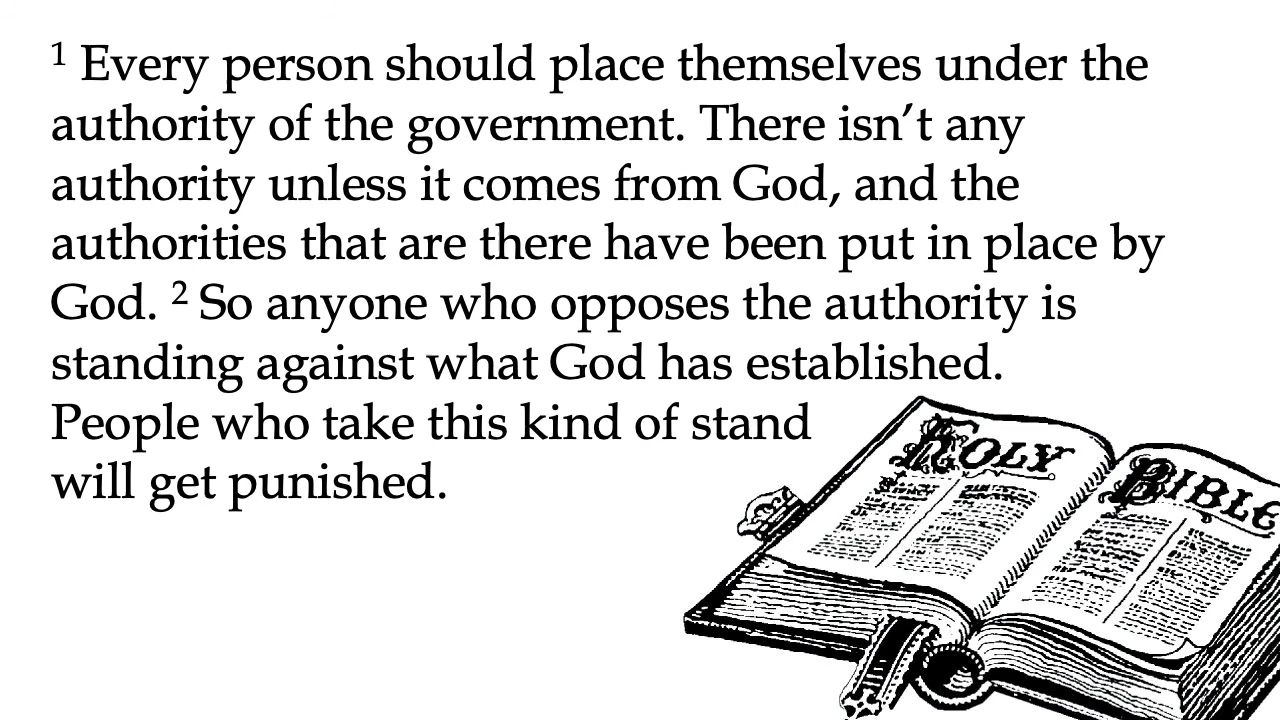 ¹ Every person should place themselves under the
authority of the government. There isn’t any
authority unless it comes from God, and the
authorities that are there have been put in place by
God. ² So anyone who opposes the authority is
standing against what God has established.
People who take this kind of stand
will get punished.
HOLY BIBLE